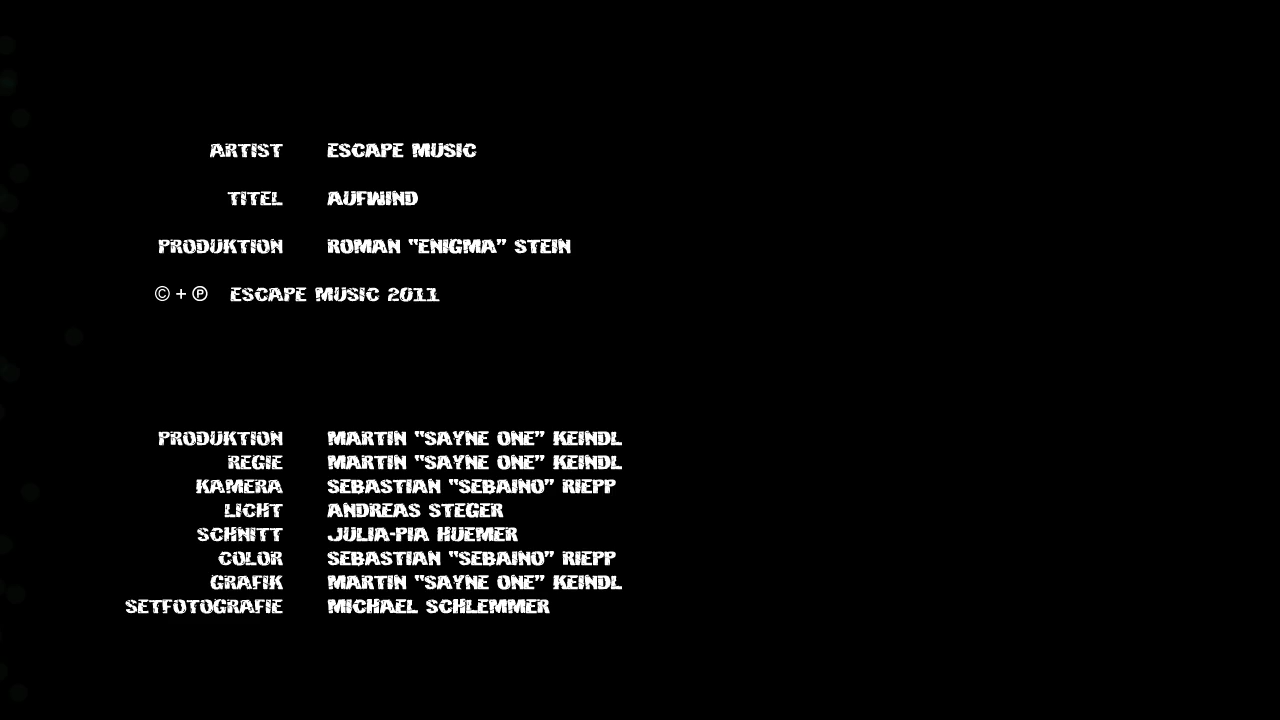 ARTIST ESCAPE MUSIC
TITEL AUFWIND
PRODUKTION ROMAN "ENIGMA" STEIN
© + ℗ ESCAPE MUSIC 2011
PRODUKTION MARTIN "SAYNE ONE" KEINDL
REGIE MARTIN "SAYNE ONE" KEINDL
KAMERA SEBASTIAN "SEBAINO" RIEPP
LICHT ANDREAS STEGER
SCHNITT JULIA-PIA HUEMER
COLOR SEBASTIAN "SEBAINO" RIEPP
GRAFIK MARTIN "SAYNE ONE" KEINDL
SETFOTOGRAFIE MICHAEL SCHLEMMER